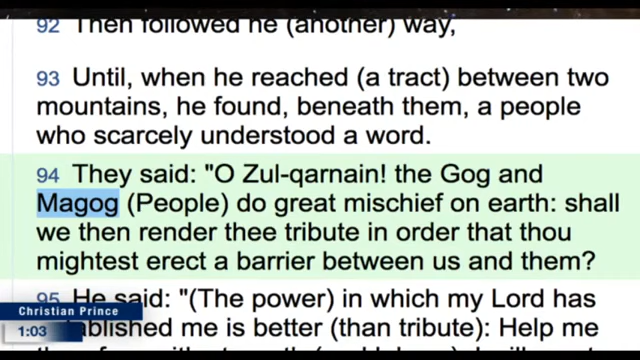 92 Then followed he (another) way,
93 Until, when he reached (a tract) between two
mountains, he found, beneath them, a people
who scarcely understood a word.
94 They said: "O Zul-qarnain! the Gog and
Magog (People) do great mischief on earth: shall
we then render thee tribute in order that thou
mightest erect a barrier between us and them?
95 He said: "(The power) in which my Lord has
established me is better (than tribute): Help me
Christian Prince
1:03